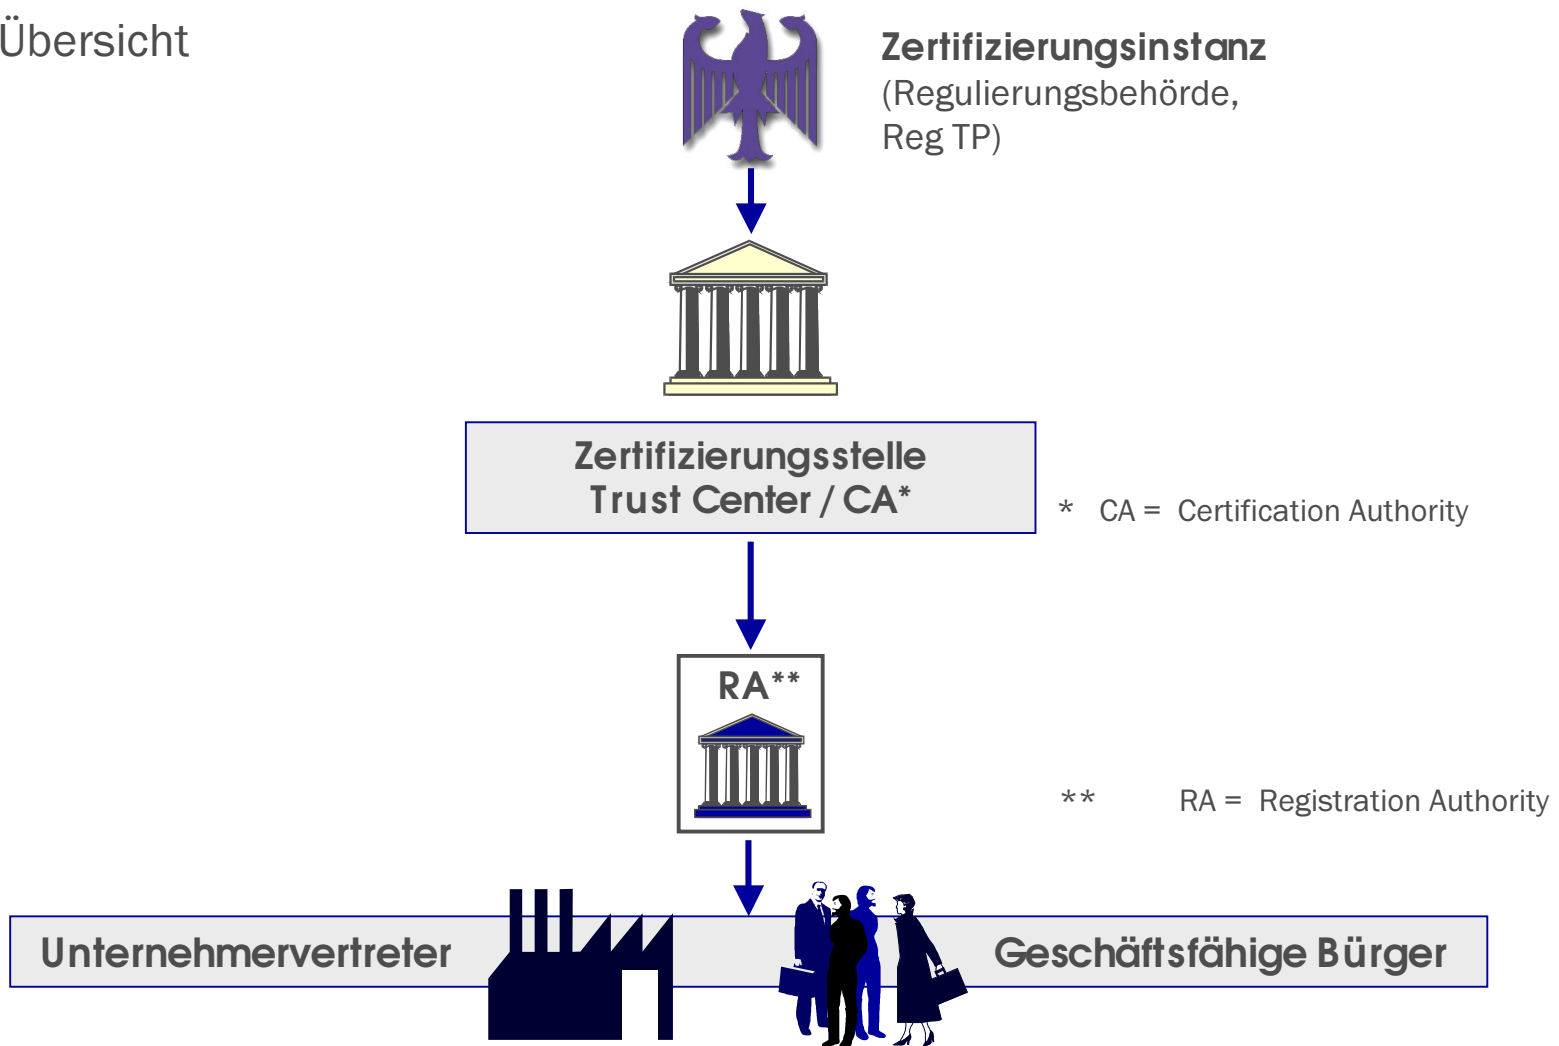 Übersicht
Zertifizierungsinstanz
(Regulierungsbehörde,
Reg TP)
Zertifizierungsstelle
Trust Center / CA*
* CA = Certification Authority
RA**
** RA = Registration Authority
Unternehmervertreter
Geschäftsfähige Bürger